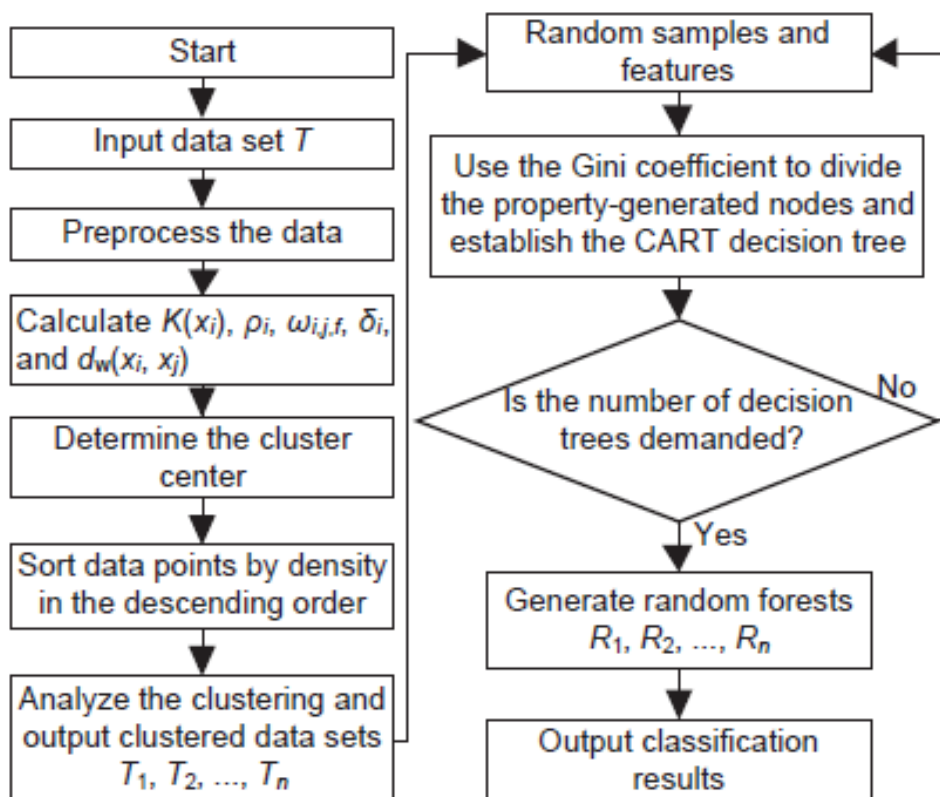 Start
Input data set T
Preprocess the data
Calculate K(xᵢ), ρᵢ, ωᵢ,ⱼ,f, δᵢ,
and d_w(xᵢ, xⱼ)
Determine the cluster
center
Sort data points by density
in the descending order
Analyze the clustering and
output clustered data sets
T₁, T₂, ..., Tₙ
Random samples and
features
Use the Gini coefficient to divide
the property-generated nodes and
establish the CART decision tree
Is the number of decision
trees demanded?
No
Yes
Generate random forests
R₁, R₂, ..., Rₙ
Output classification
results